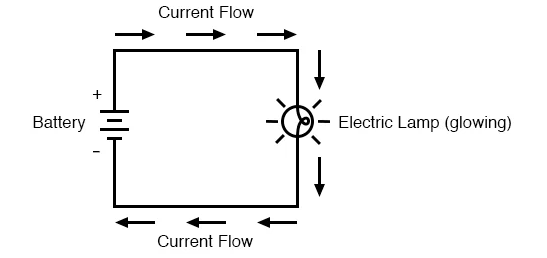 Current Flow
+
Battery
Electric Lamp (glowing)
-
Current Flow